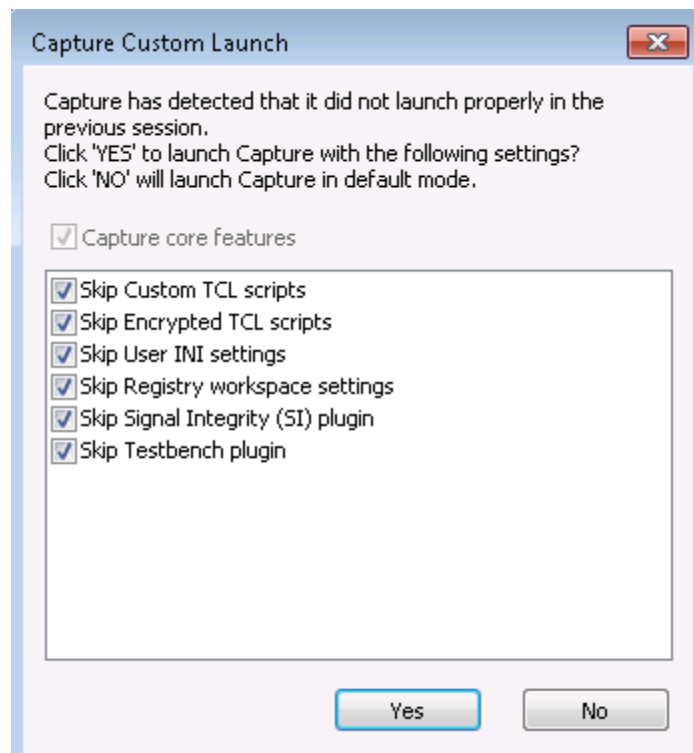 Capture Custom Launch
Capture has detected that it did not launch properly in the
previous session.
Click 'YES' to launch Capture with the following settings?
Click 'NO' will launch Capture in default mode.
Capture core features
Skip Custom TCL scripts
Skip Encrypted TCL scripts
Skip User INI settings
Skip Registry workspace settings
Skip Signal Integrity (SI) plugin
Skip Testbench plugin
Yes No